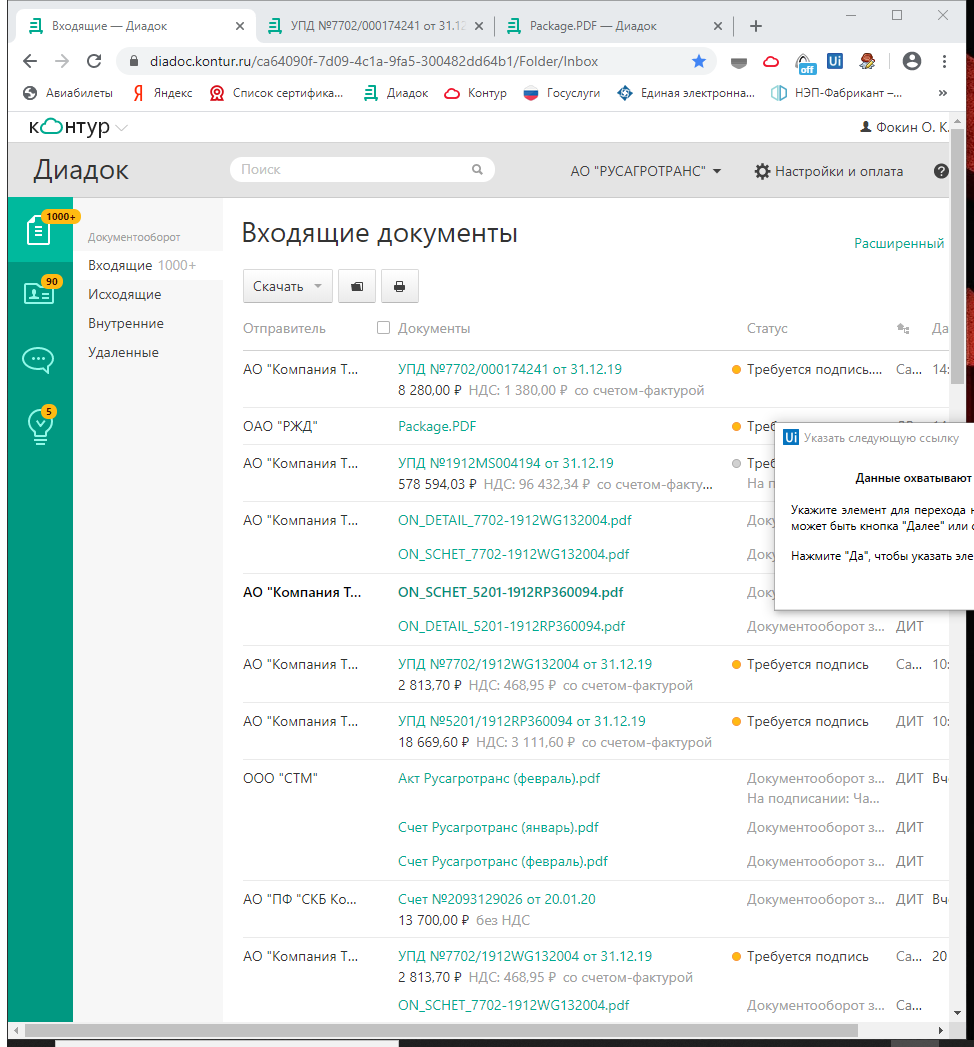 Входящие — Диадок
УПД №7702/000174241 от 31.12
Package.PDF — Диадок
diadoc.kontur.ru/ca64090f-7d09-4c1a-9fa5-300482dd64b1/Folder/Inbox
off
Ui
Авиабилеты
Яндекс
Список сертифика...
Диадок
Контур
Госуслуги
Единая электронна...
НЭП-Фабрикант –...
»
контур
Фокин О. К.
Диадок
Поиск
АО "РУСАГРОТРАНС"
Настройки и оплата
1000+
90
5
Документооборот
Входящие 1000+
Исходящие
Внутренние
Удаленные
Входящие документы
Расширенный
Скачать
Отправитель Документы Статус Да
АО "Компания Т... УПД №7702/000174241 от 31.12.19 Требуется подпись.... Са... 14:
8 280,00 ₽ НДС: 1 380,00 ₽ со счетом-фактурой
ОАО "РЖД" Package.PDF Треб
АО "Компания Т... УПД №1912MS004194 от 31.12.19 Треб
578 594,03 ₽ НДС: 96 432,34 ₽ со счетом-факту... На п
АО "Компания Т... ON_DETAIL_7702-1912WG132004.pdf Доку
ON_SCHET_7702-1912WG132004.pdf Доку
АО "Компания Т... ON_SCHET_5201-1912RP360094.pdf Доку
ON_DETAIL_5201-1912RP360094.pdf Документооборот з... ДИТ
АО "Компания Т... УПД №7702/1912WG132004 от 31.12.19 Требуется подпись Са... 10:
2 813,70 ₽ НДС: 468,95 ₽ со счетом-фактурой
АО "Компания Т... УПД №5201/1912RP360094 от 31.12.19 Требуется подпись ДИТ 10:
18 669,60 ₽ НДС: 3 111,60 ₽ со счетом-фактурой
ООО "СТМ" Акт Русагротранс (февраль).pdf Документооборот з... ДИТ Вч
На подписании: Ча...
Счет Русагротранс (январь).pdf Документооборот з... ДИТ
Счет Русагротранс (февраль).pdf Документооборот з... ДИТ
АО "ПФ "СКБ Ко... Счет №2093129026 от 20.01.20 Документооборот з... ДИТ Вч
13 700,00 ₽ без НДС
АО "Компания Т... УПД №7702/1912WG132004 от 31.12.19 Требуется подпись Са... 20
2 813,70 ₽ НДС: 468,95 ₽ со счетом-фактурой
ON_SCHET_7702-1912WG132004.pdf Документооборот з... Са...
Ui Указать следующую ссылку
Данные охватывают
Укажите элемент для перехода н
может быть кнопка "Далее" или с
Нажмите "Да", чтобы указать эле